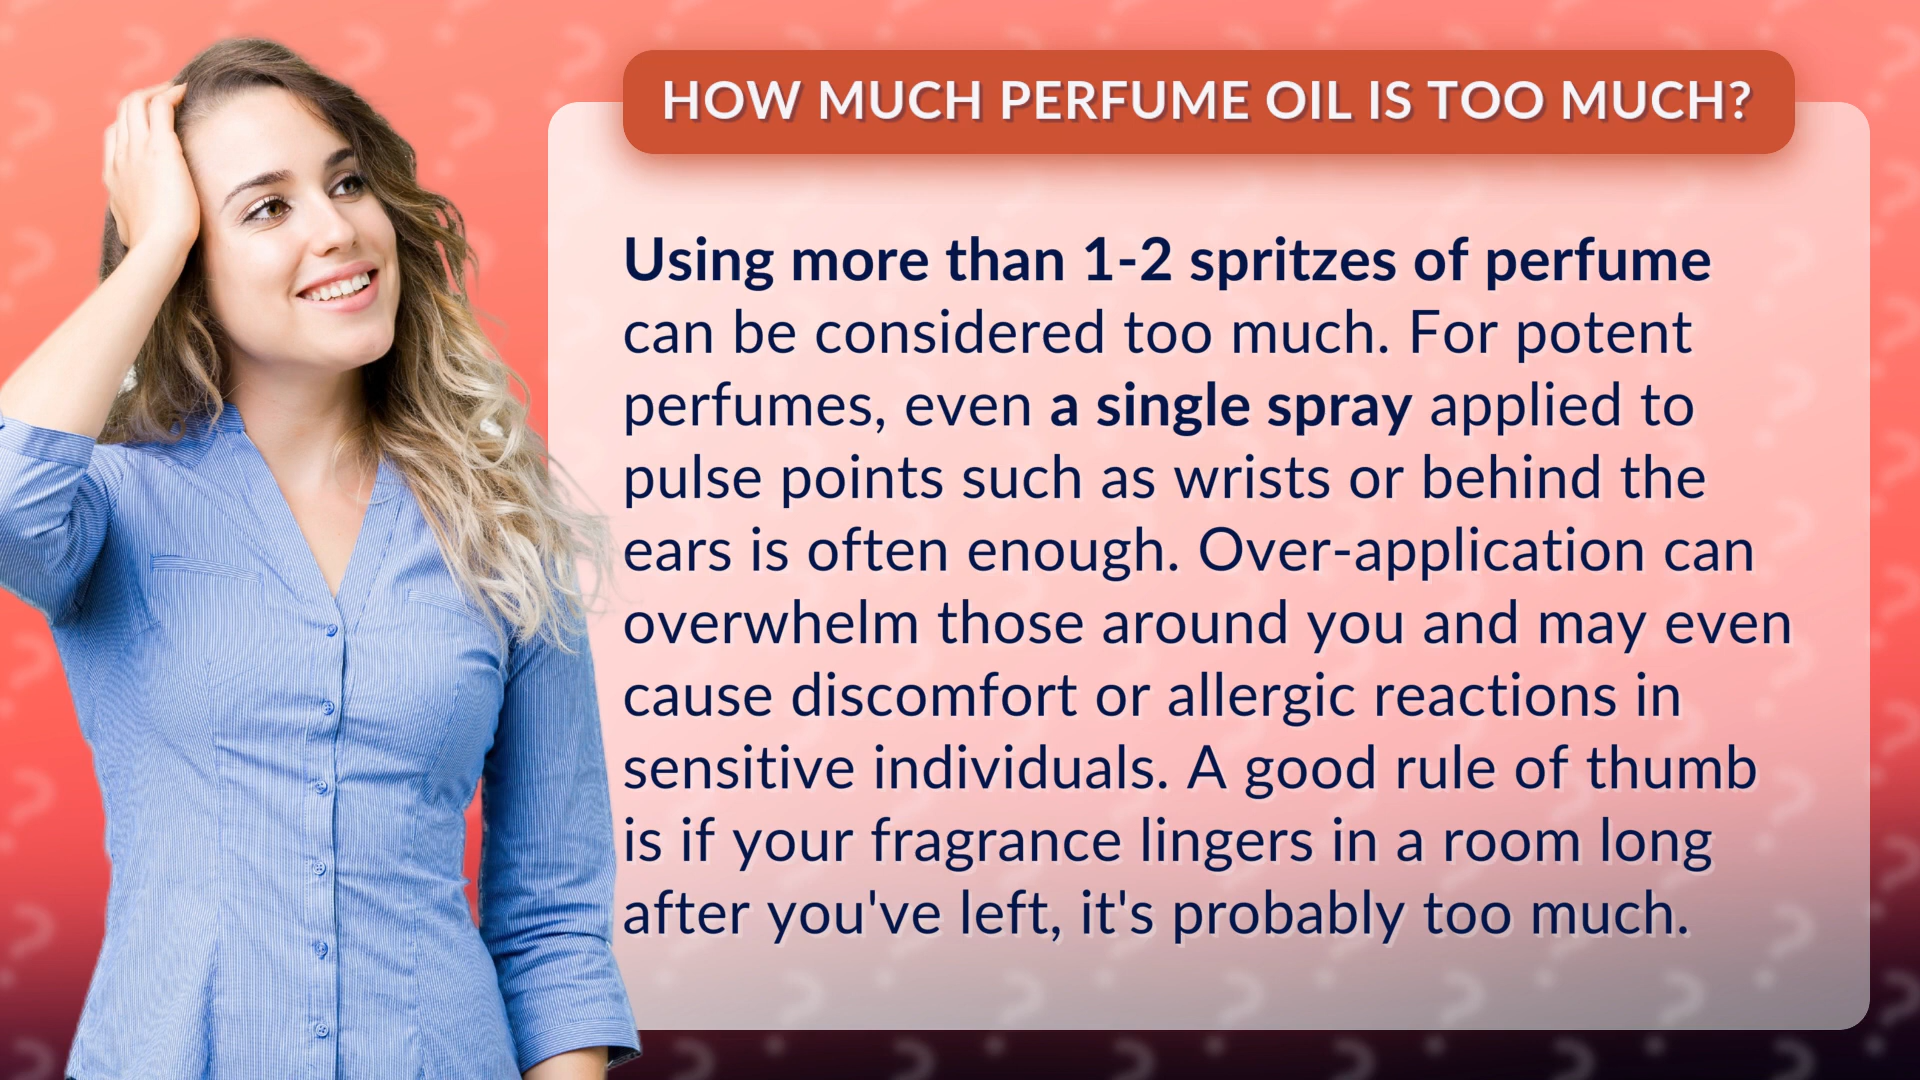 HOW MUCH PERFUME OIL IS TOO MUCH?
Using more than 1-2 spritzes of perfume
can be considered too much. For potent
perfumes, even a single spray applied to
pulse points such as wrists or behind the
ears is often enough. Over-application can
overwhelm those around you and may even
cause discomfort or allergic reactions in
sensitive individuals. A good rule of thumb
is if your fragrance lingers in a room long
after you've left, it's probably too much.